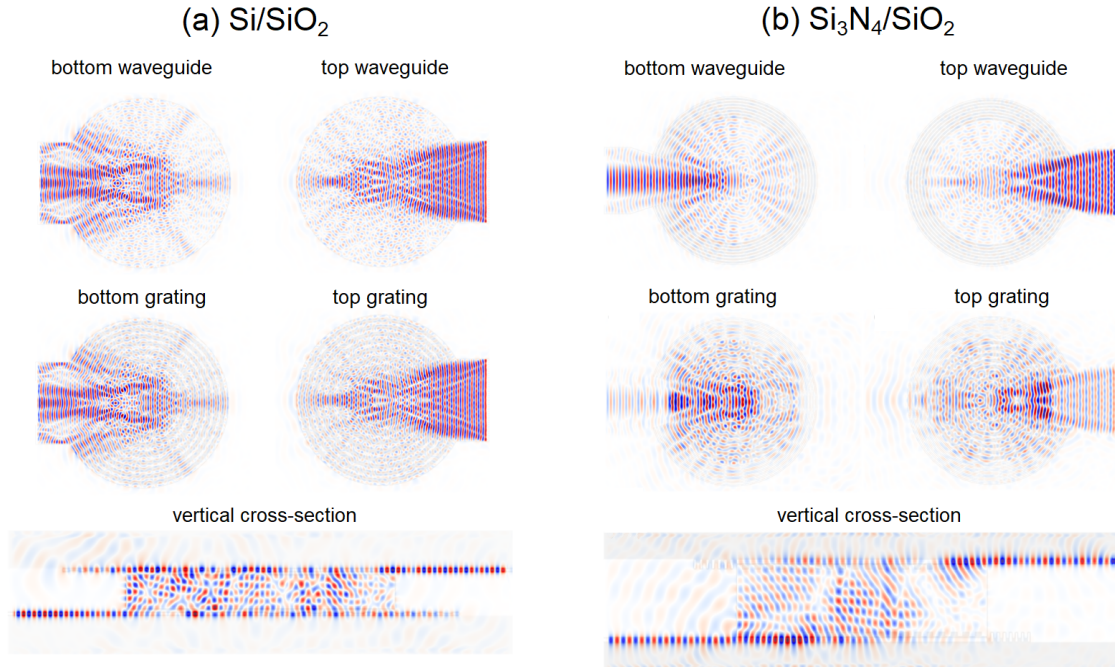 (a) Si/SiO₂
(b) Si₃N₄/SiO₂
bottom waveguide
top waveguide
bottom waveguide
top waveguide
bottom grating
top grating
bottom grating
top grating
vertical cross-section
vertical cross-section